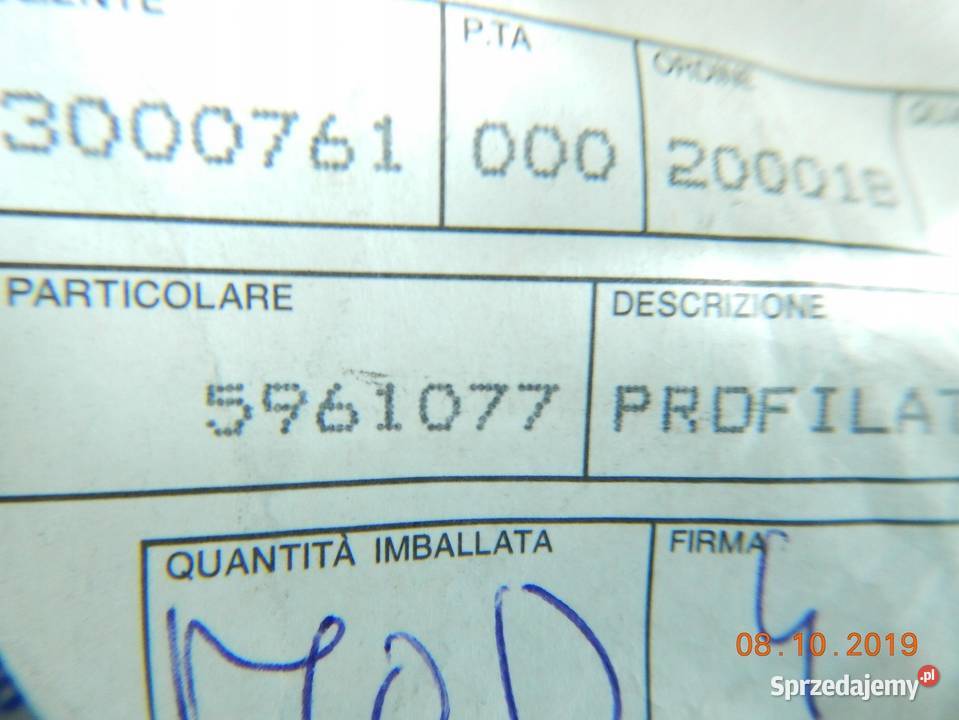 P.TA
ORDINE
3000761 000 200018
PARTICOLARE DESCRIZIONE
5961077 PROFILAT
QUANTITÀ IMBALLATA FIRMA
08.10.2019
Sprzedajemy.pl